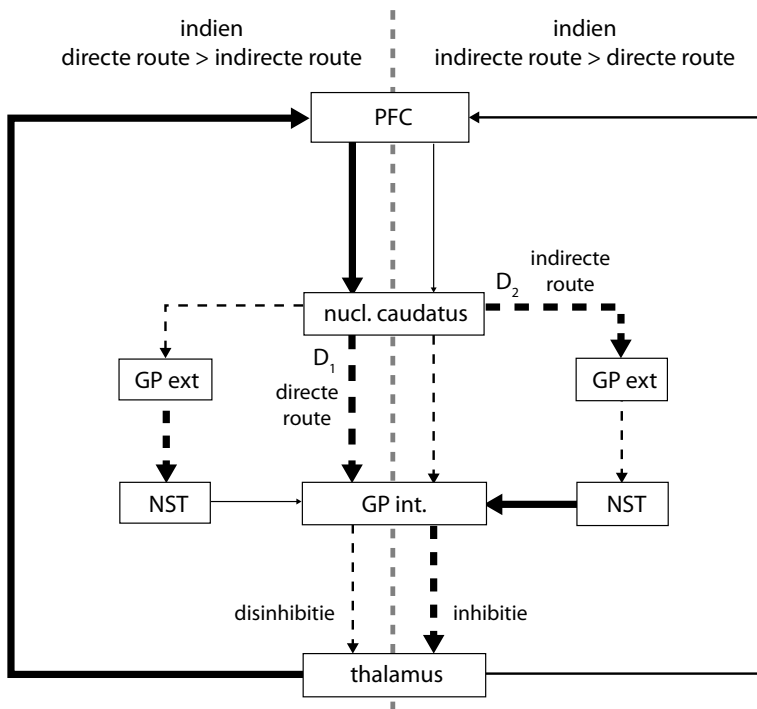 indien
directe route > indirecte route
indien
indirecte route > directe route
PFC
indirecte
route
D2
nucl. caudatus
D1
directe
route
GP ext
GP ext
NST
GP int.
NST
disinhibitie
inhibitie
thalamus